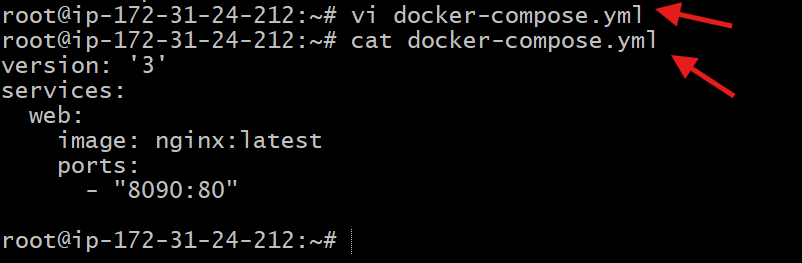 root@ip-172-31-24-212:~# vi docker-compose.yml
root@ip-172-31-24-212:~# cat docker-compose.yml
version: '3'
services:
  web:
    image: nginx:latest
    ports:
      - "8090:80"

root@ip-172-31-24-212:~#